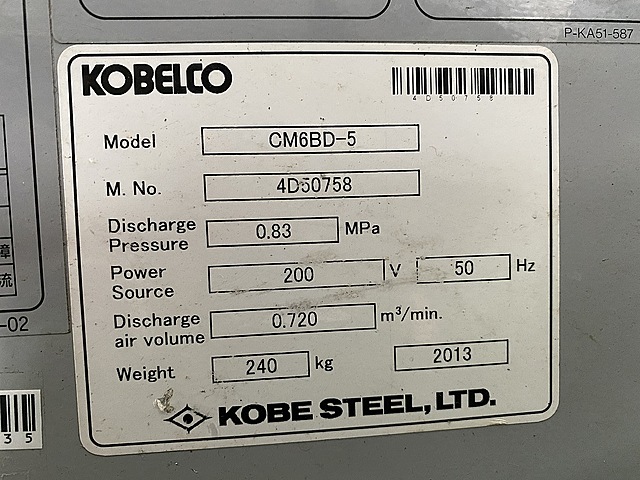 P-KA51-587
KOBELCO
4D50758
Model CM6BD-5
M. No. 4D50758
Discharge Pressure 0.83 MPa
Power Source 200 V 50 Hz
Discharge air volume 0.720 m³/min.
Weight 240 kg 2013
KOBE STEEL, LTD.
障
流
-02
35